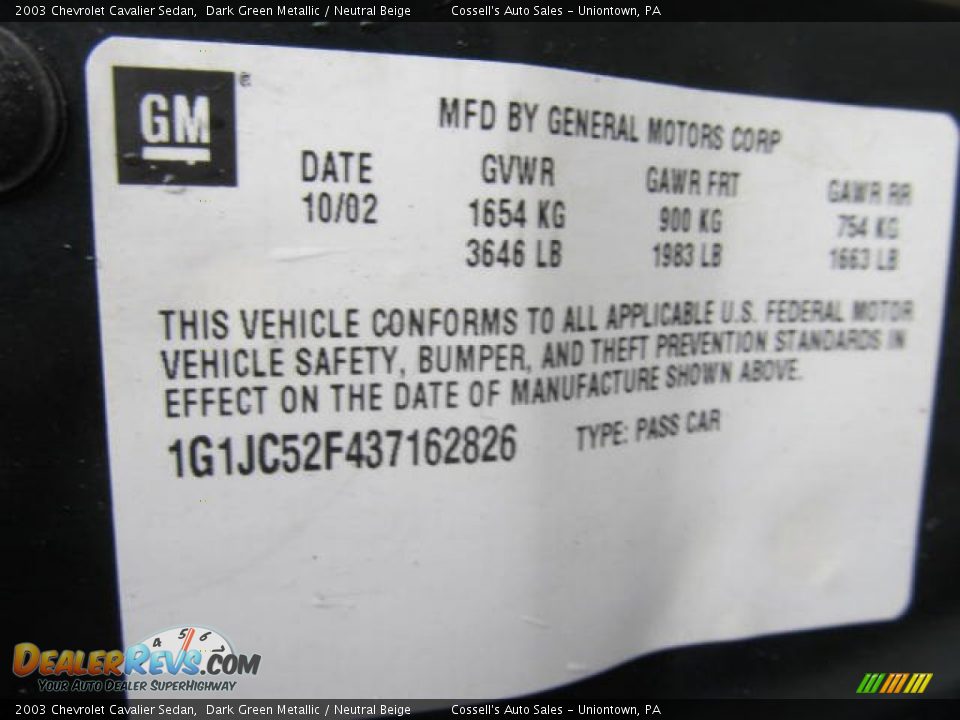 2003 Chevrolet Cavalier Sedan, Dark Green Metallic / Neutral Beige Cossell's Auto Sales - Uniontown, PA
GM ®
MFD BY GENERAL MOTORS CORP
DATE GVWR GAWR FRT GAWR RR
10/02 1654 KG 900 KG 754 KG
3646 LB 1983 LB 1663 LB
THIS VEHICLE CONFORMS TO ALL APPLICABLE U.S. FEDERAL MOTOR
VEHICLE SAFETY, BUMPER, AND THEFT PREVENTION STANDARDS IN
EFFECT ON THE DATE OF MANUFACTURE SHOWN ABOVE.
1G1JC52F437162826 TYPE: PASS CAR
4 5 6
DealerRevs.com
Your Auto Dealer SuperHighway
2003 Chevrolet Cavalier Sedan, Dark Green Metallic / Neutral Beige Cossell's Auto Sales - Uniontown, PA